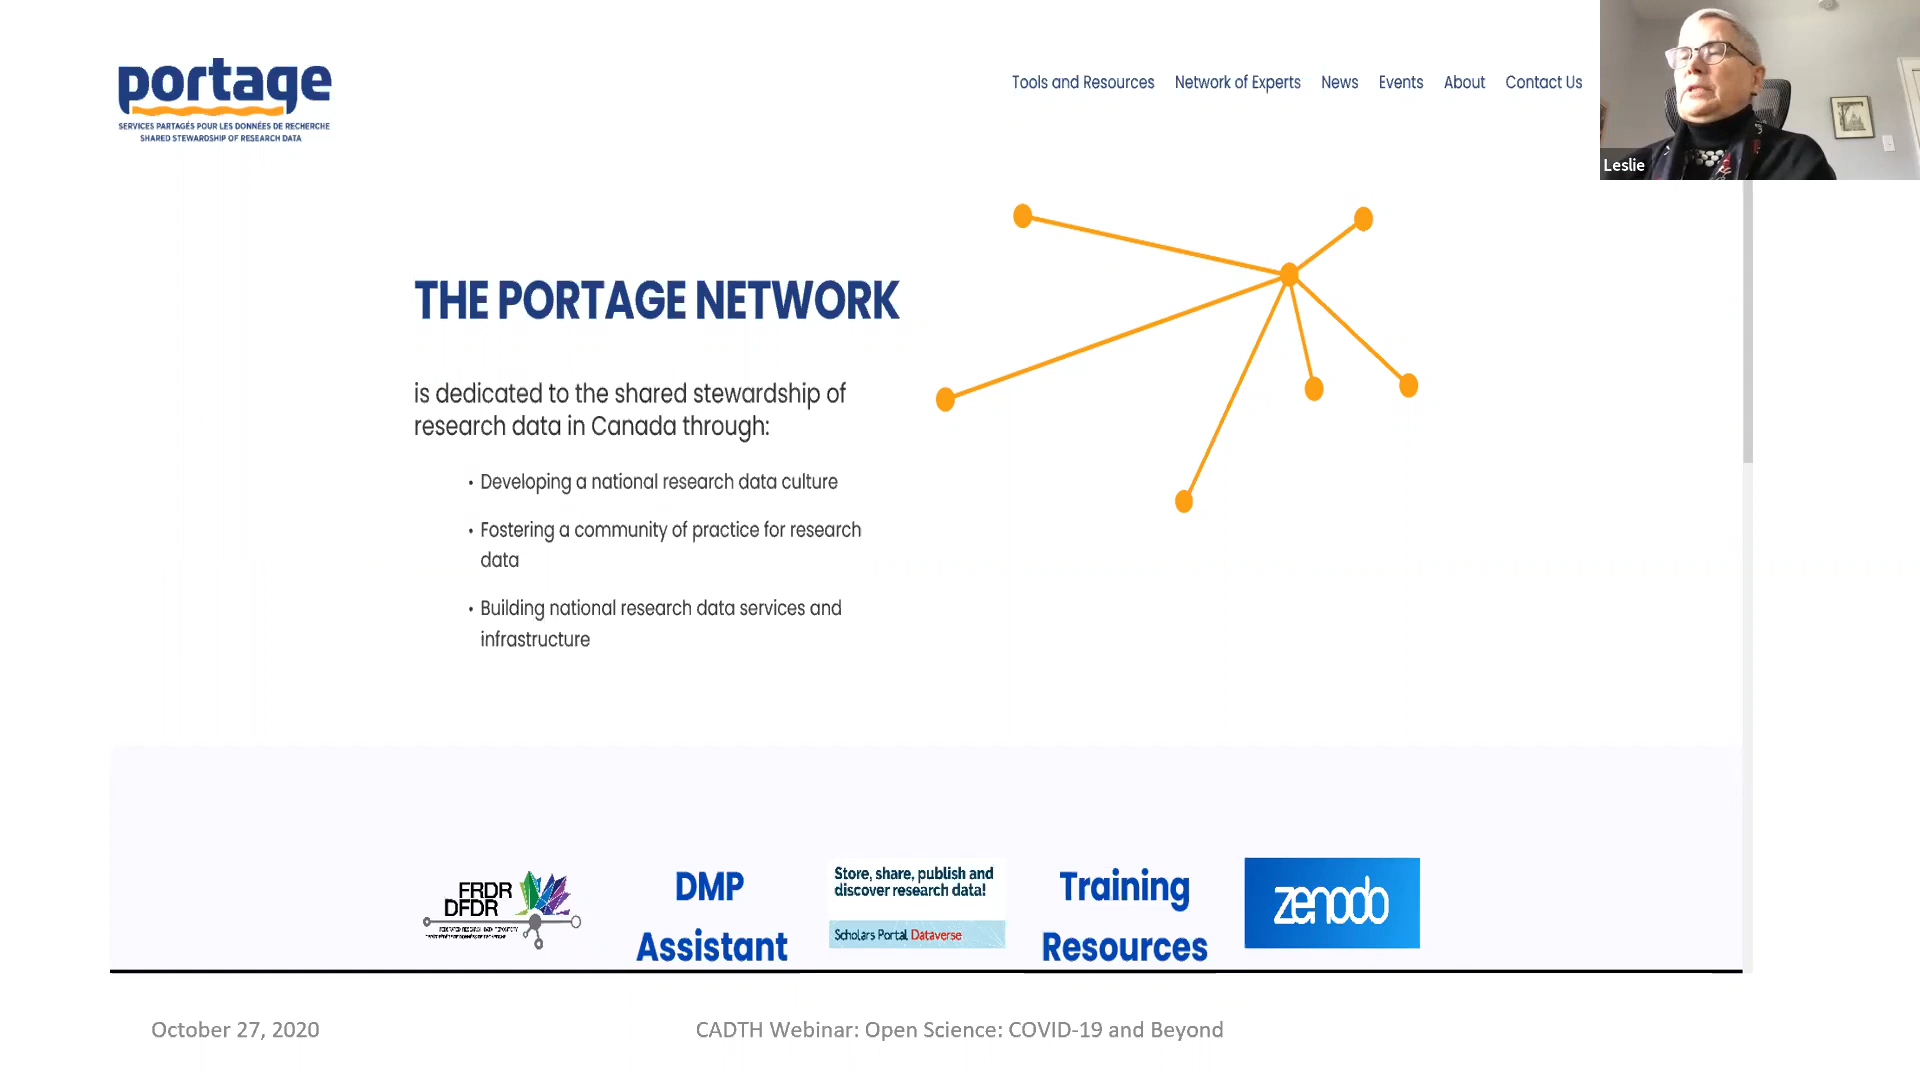 portage
SERVICES PARTAGÉS POUR LES DONNÉES DE RECHERCHE
SHARED STEWARDSHIP OF RESEARCH DATA
Tools and Resources Network of Experts News Events About Contact Us
Leslie
THE PORTAGE NETWORK
is dedicated to the shared stewardship of
research data in Canada through:
• Developing a national research data culture
• Fostering a community of practice for research
data
• Building national research data services and
infrastructure
FRDR
DFDR
DMP
Assistant
Store, share, publish and
discover research data!
Scholars Portal Dataverse
Training
Resources
zenodo
October 27, 2020
CADTH Webinar: Open Science: COVID-19 and Beyond